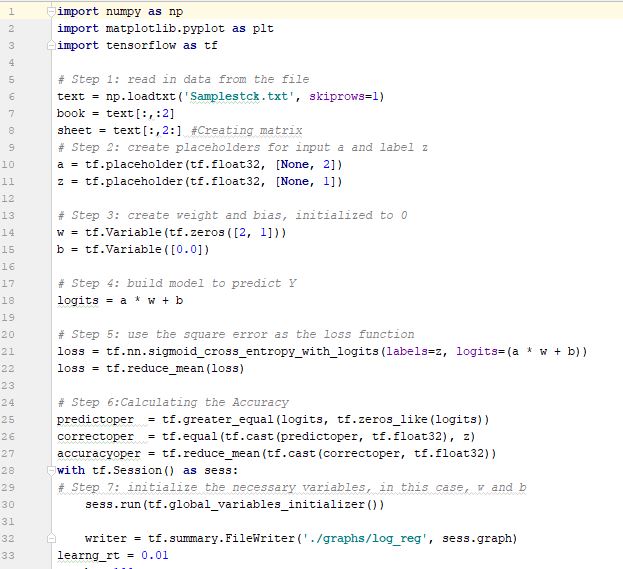 1 import numpy as np
2 import matplotlib.pyplot as plt
3 import tensorflow as tf
4
5 # Step 1: read in data from the file
6 text = np.loadtxt('Samplestck.txt', skiprows=1)
7 book = text[:,:2]
8 sheet = text[:,2:] #Creating matrix
9 # Step 2: create placeholders for input a and label z
10 a = tf.placeholder(tf.float32, [None, 2])
11 z = tf.placeholder(tf.float32, [None, 1])
12
13 # Step 3: create weight and bias, initialized to 0
14 w = tf.Variable(tf.zeros([2, 1]))
15 b = tf.Variable([0.0])
16
17 # Step 4: build model to predict Y
18 logits = a * w + b
19
20 # Step 5: use the square error as the loss function
21 loss = tf.nn.sigmoid_cross_entropy_with_logits(labels=z, logits=(a * w + b))
22 loss = tf.reduce_mean(loss)
23
24 # Step 6:Calculating the Accuracy
25 predictoper = tf.greater_equal(logits, tf.zeros_like(logits))
26 correctoper = tf.equal(tf.cast(predictoper, tf.float32), z)
27 accuracyoper = tf.reduce_mean(tf.cast(correctoper, tf.float32))
28 with tf.Session() as sess:
29 # Step 7: initialize the necessary variables, in this case, w and b
30 sess.run(tf.global_variables_initializer())
31
32 writer = tf.summary.FileWriter('./graphs/log_reg', sess.graph)
33 learng_rt = 0.01